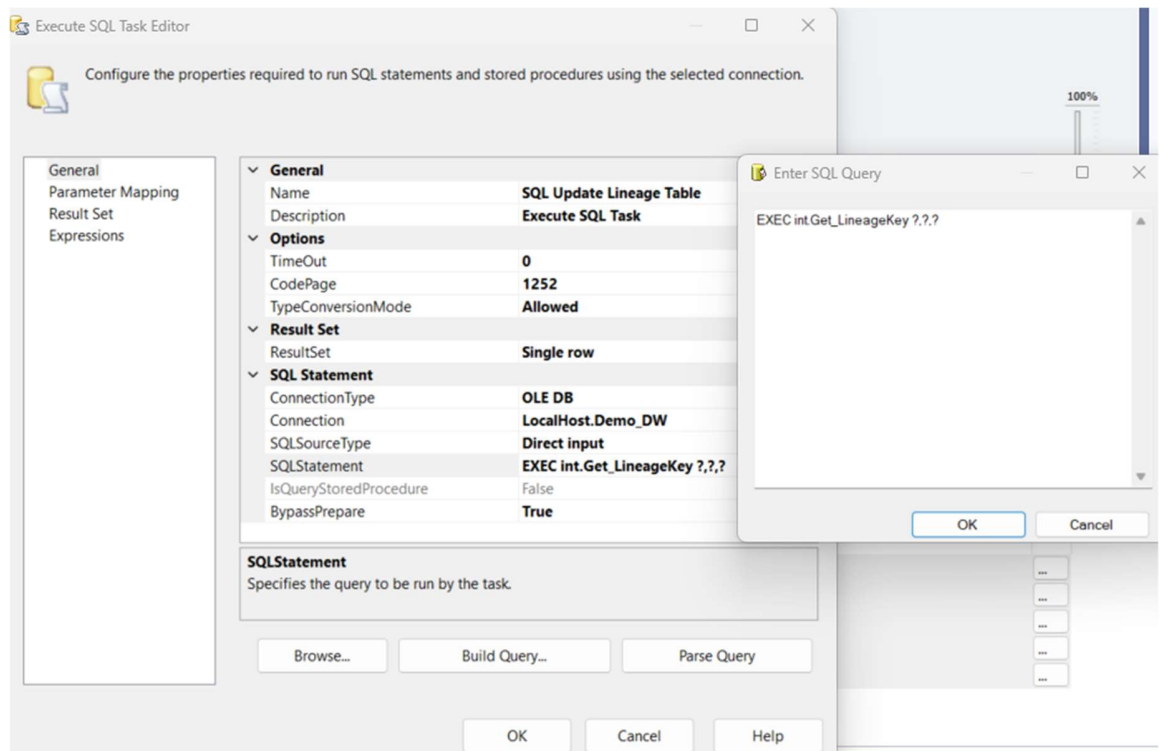 Execute SQL Task Editor
Configure the properties required to run SQL statements and stored procedures using the selected connection.
100%
General
Parameter Mapping
Result Set
Expressions
General
Name SQL Update Lineage Table
Description Execute SQL Task
Options
TimeOut 0
CodePage 1252
TypeConversionMode Allowed
Result Set
ResultSet Single row
SQL Statement
ConnectionType OLE DB
Connection LocalHost.Demo_DW
SQLSourceType Direct input
SQLStatement EXEC int.Get_LineageKey ?,?,?
IsQueryStoredProcedure False
BypassPrepare True
SQLStatement
Specifies the query to be run by the task.
Browse... Build Query... Parse Query
OK Cancel Help
Enter SQL Query
EXEC int.Get_LineageKey ?,?,?
OK Cancel
...
...
...
...
...